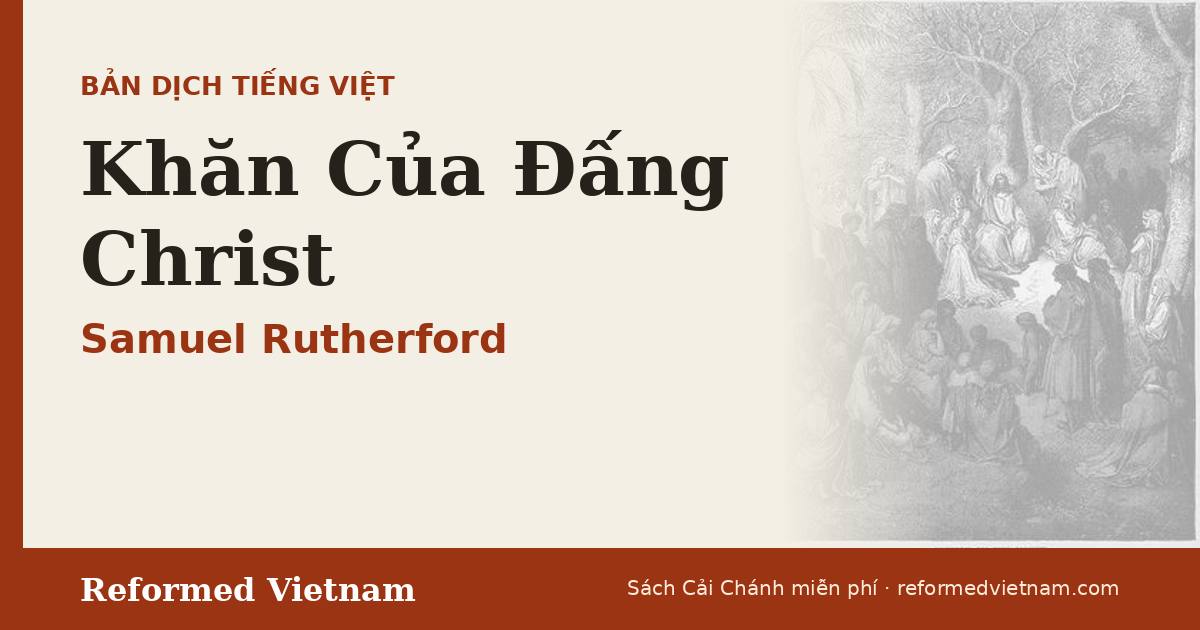 BẢN DỊCH TIẾNG VIỆT
Khăn Của Đấng
Christ
Samuel Rutherford
Reformed Vietnam
Sách Cải Chánh miễn phí · reformedvietnam.com